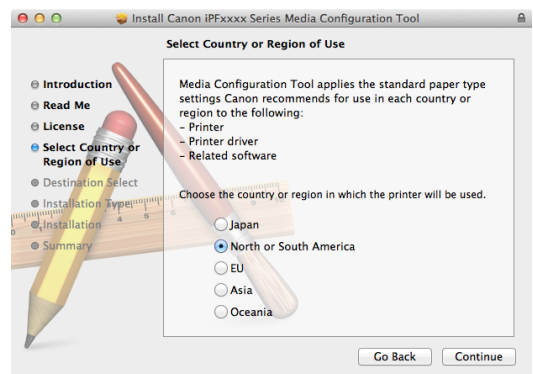 Install Canon iPFxxxx Series Media Configuration Tool
Select Country or Region of Use
Introduction
Read Me
License
Select Country or
Region of Use
Destination Select
Installation Type
Installation
Summary
Media Configuration Tool applies the standard paper type
settings Canon recommends for use in each country or
region to the following:
– Printer
– Printer driver
– Related software
Choose the country or region in which the printer will be used.
Japan
North or South America
EU
Asia
Oceania
Go Back
Continue